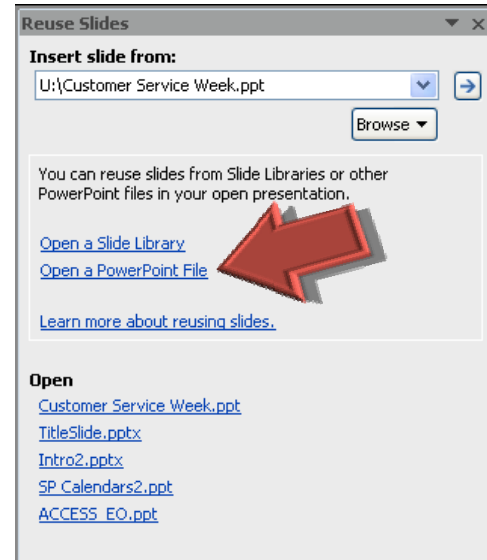 Reuse Slides
Insert slide from:
U:\Customer Service Week.ppt
Browse
You can reuse slides from Slide Libraries or other
PowerPoint files in your open presentation.
Open a Slide Library
Open a PowerPoint File
Learn more about reusing slides.
Open
Customer Service Week.ppt
TitleSlide.pptx
Intro2.pptx
SP Calendars2.ppt
ACCESS_EO.ppt